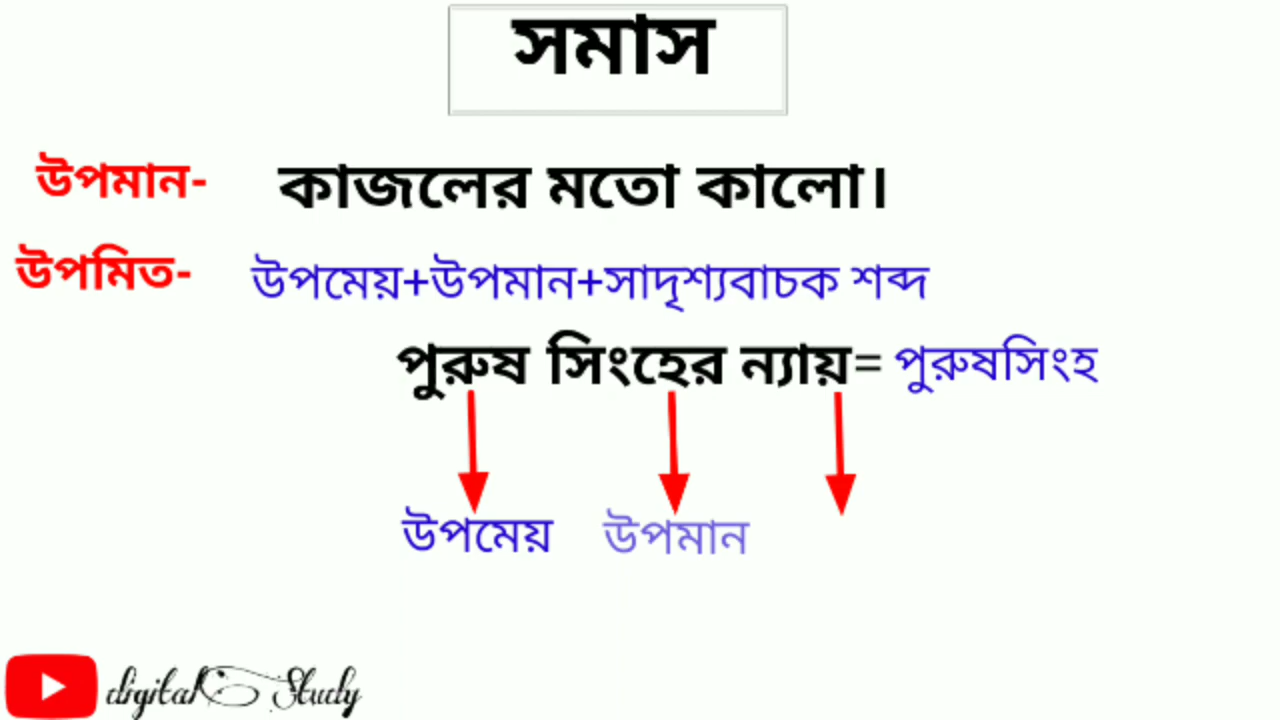 সমাস
উপমান- কাজলের মতো কালো।
উপমিত- উপমেয়+উপমান+সাদৃশ্যবাচক শব্দ
পুরুষ সিংহের ন্যায়= পুরুষসিংহ
উপমেয় উপমান
digital Study